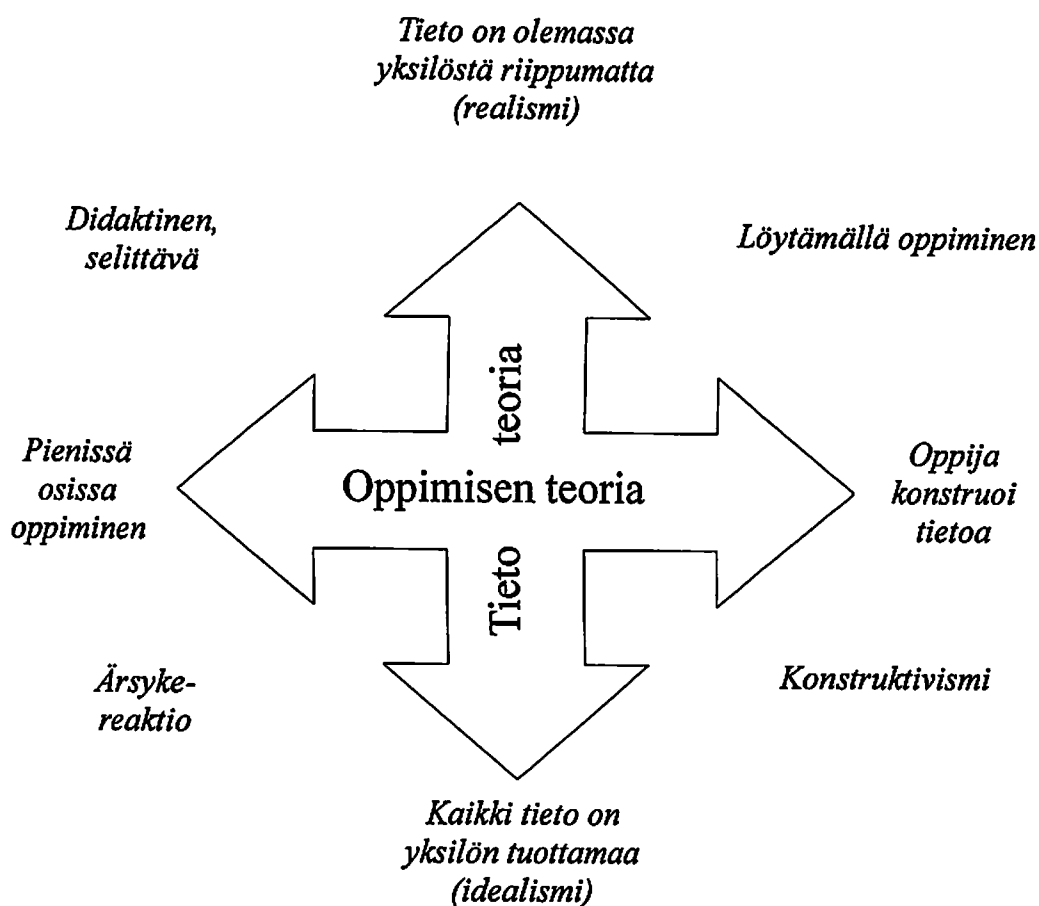 Tieto on olemassa
yksilöstä riippumatta
(realismi)
Didaktinen,
selittävä
Löytämällä oppiminen
teoria
Pienissä
osissa
oppiminen
Oppimisen teoria
Oppija
konstruoi
tietoa
Tieto
Ärsyke-
reaktio
Konstruktivismi
Kaikki tieto on
yksilön tuottamaa
(idealismi)